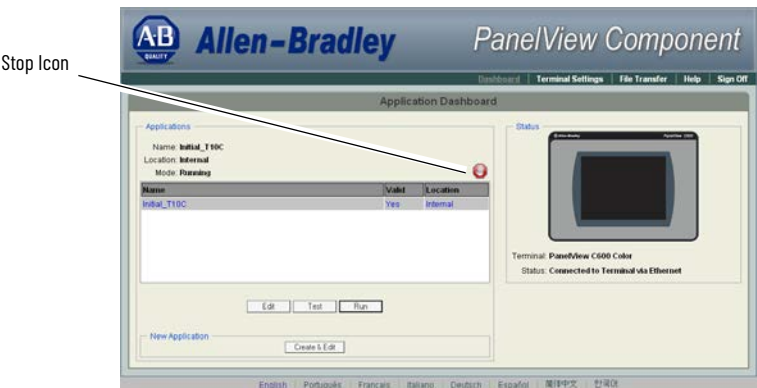 Stop Icon
AB
QUALITY
Allen-Bradley
PanelView Component
Dashboard | Terminal Settings | File Transfer | Help | Sign Off
Application Dashboard
Applications
Name: Initial_T10C
Location: Internal
Mode: Running
Name Valid Location
Initial_T10C Yes Internal
Edit Test Run
New Application
Create & Edit
Status
Allen-Bradley PanelView C600
Terminal: PanelView C600 Color
Status: Connected to Terminal via Ethernet
English | Português | Français | Italiano | Deutsch | Español | 简体中文 | 한국어